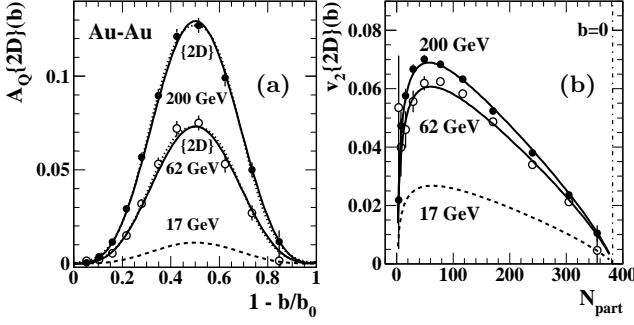 Au-Au
(a)
A_Q{2D}(b)
{2D}
200 GeV
{2D}
62 GeV
17 GeV
0
0.05
0.1
0 0.2 0.4 0.6 0.8 1
1 - b/b_0
b=0
(b)
v_2{2D}(b)
200 GeV
62 GeV
17 GeV
0
0.02
0.04
0.06
0.08
0 100 200 300 400
N_part